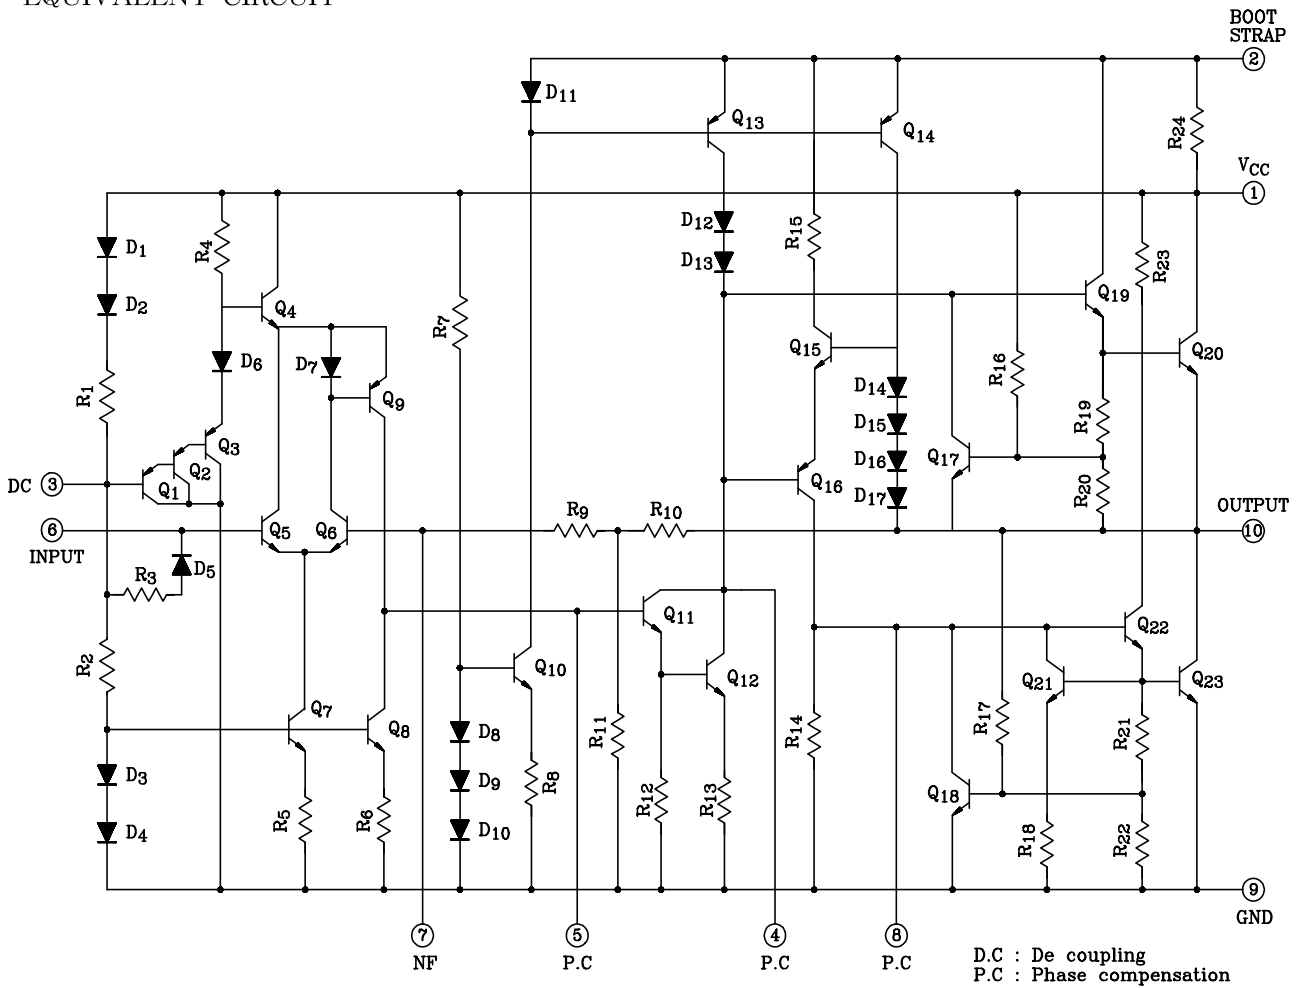 EQUIVALENT CIRCUIT
BOOT
STRAP
2
D11
Q13
Q14
R24
VCC
1
D1
R4
D12
R15
D13
R23
D2
Q4
Q19
R7
D6
D7
Q15
R16
Q20
R1
Q9
D14
D15
R19
Q3
Q2
D16
Q17
DC
3
Q1
Q16
D17
R20
6
INPUT
Q5
Q6
R9
R10
OUTPUT
10
R3
D5
Q11
Q22
R2
Q10
Q12
Q21
Q23
Q7
Q8
D8
R11
R14
R17
R21
D3
D9
R8
R12
R13
Q18
D4
R5
R6
D10
R18
R22
9
GND
7
NF
5
P.C
4
P.C
8
P.C
D.C : De coupling
P.C : Phase compensation